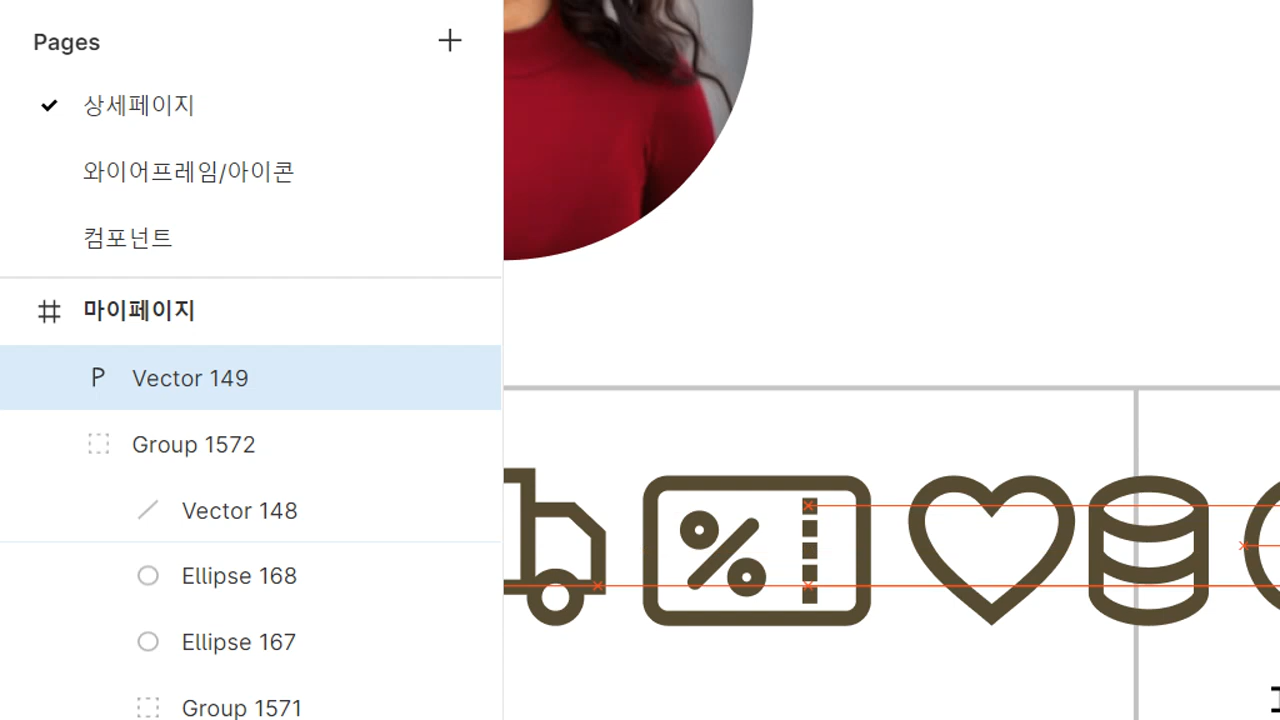 Pages
상세페이지
와이어프레임/아이콘
컴포넌트
마이페이지
Vector 149
Group 1572
Vector 148
Ellipse 168
Ellipse 167
Group 1571
%